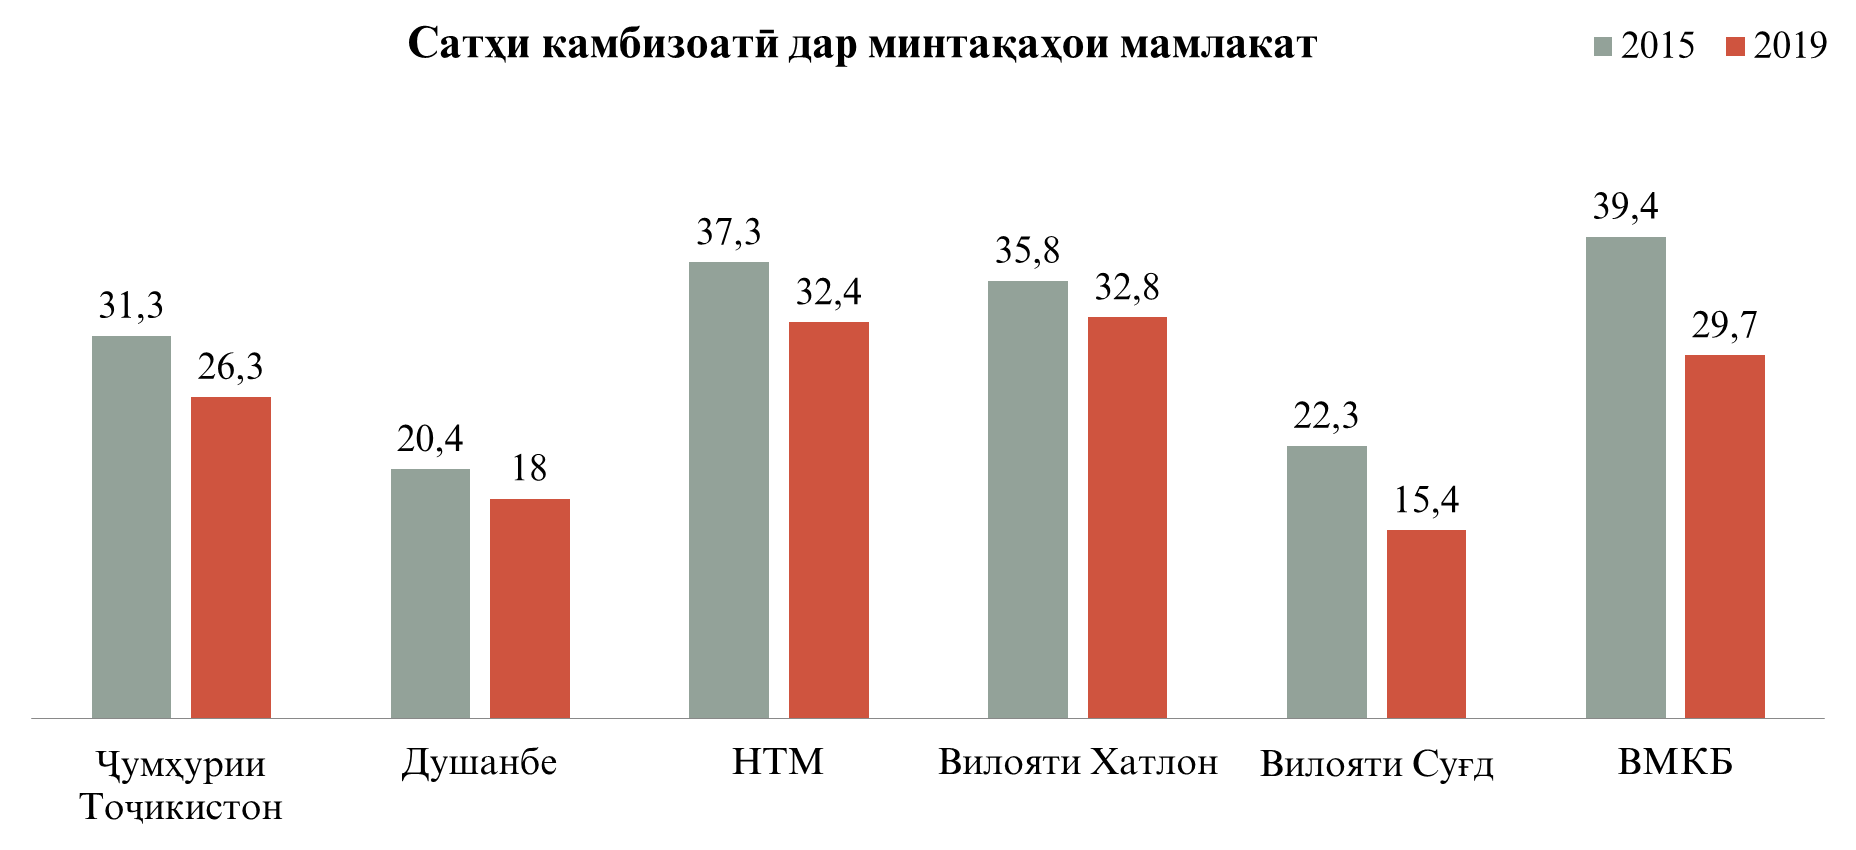 Сатҳи камбизоатӣ дар минтақаҳои мамлакат
2015 2019
31,3 26,3 20,4 18 37,3 32,4 35,8 32,8 22,3 15,4 39,4 29,7
Ҷумҳурии Тоҷикистон
Душанбе
НТМ
Вилояти Хатлон
Вилояти Суғд
ВМКБ